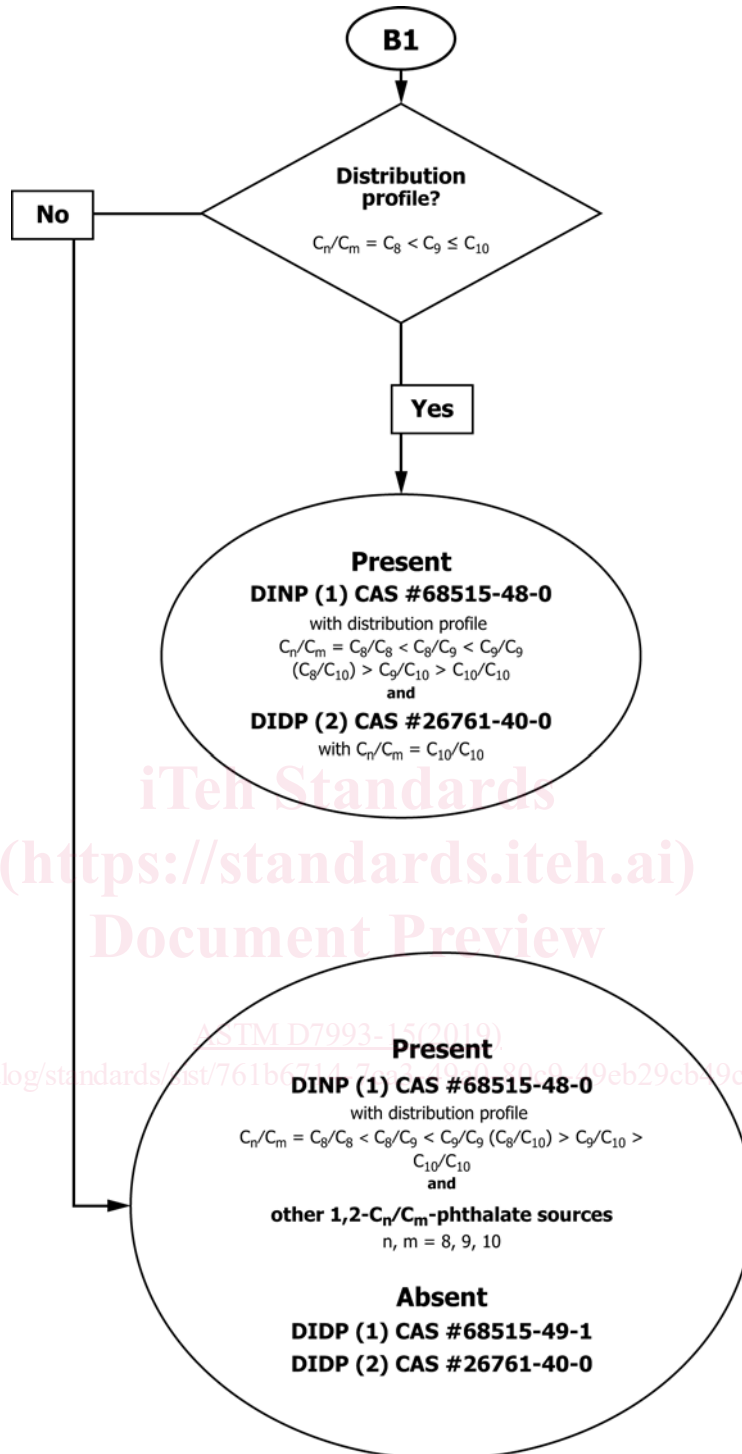 B1
Distribution
profile?
Cₙ/Cₘ = C₈ < C₉ ≤ C₁₀
No
Yes
Present
DINP (1) CAS #68515-48-0
with distribution profile
Cₙ/Cₘ = C₈/C₈ < C₈/C₉ < C₉/C₉
(C₈/C₁₀) > C₉/C₁₀ > C₁₀/C₁₀
and
DIDP (2) CAS #26761-40-0
with Cₙ/Cₘ = C₁₀/C₁₀
iTeh Standards
(https://standards.iteh.ai)
Document Preview
ASTM D7993-15(2019)
Present
DINP (1) CAS #68515-48-0
with distribution profile
Cₙ/Cₘ = C₈/C₈ < C₈/C₉ < C₉/C₉ (C₈/C₁₀) > C₉/C₁₀ >
C₁₀/C₁₀
and
other 1,2-Cₙ/Cₘ-phthalate sources
n, m = 8, 9, 10
Absent
DIDP (1) CAS #68515-49-1
DIDP (2) CAS #26761-40-0